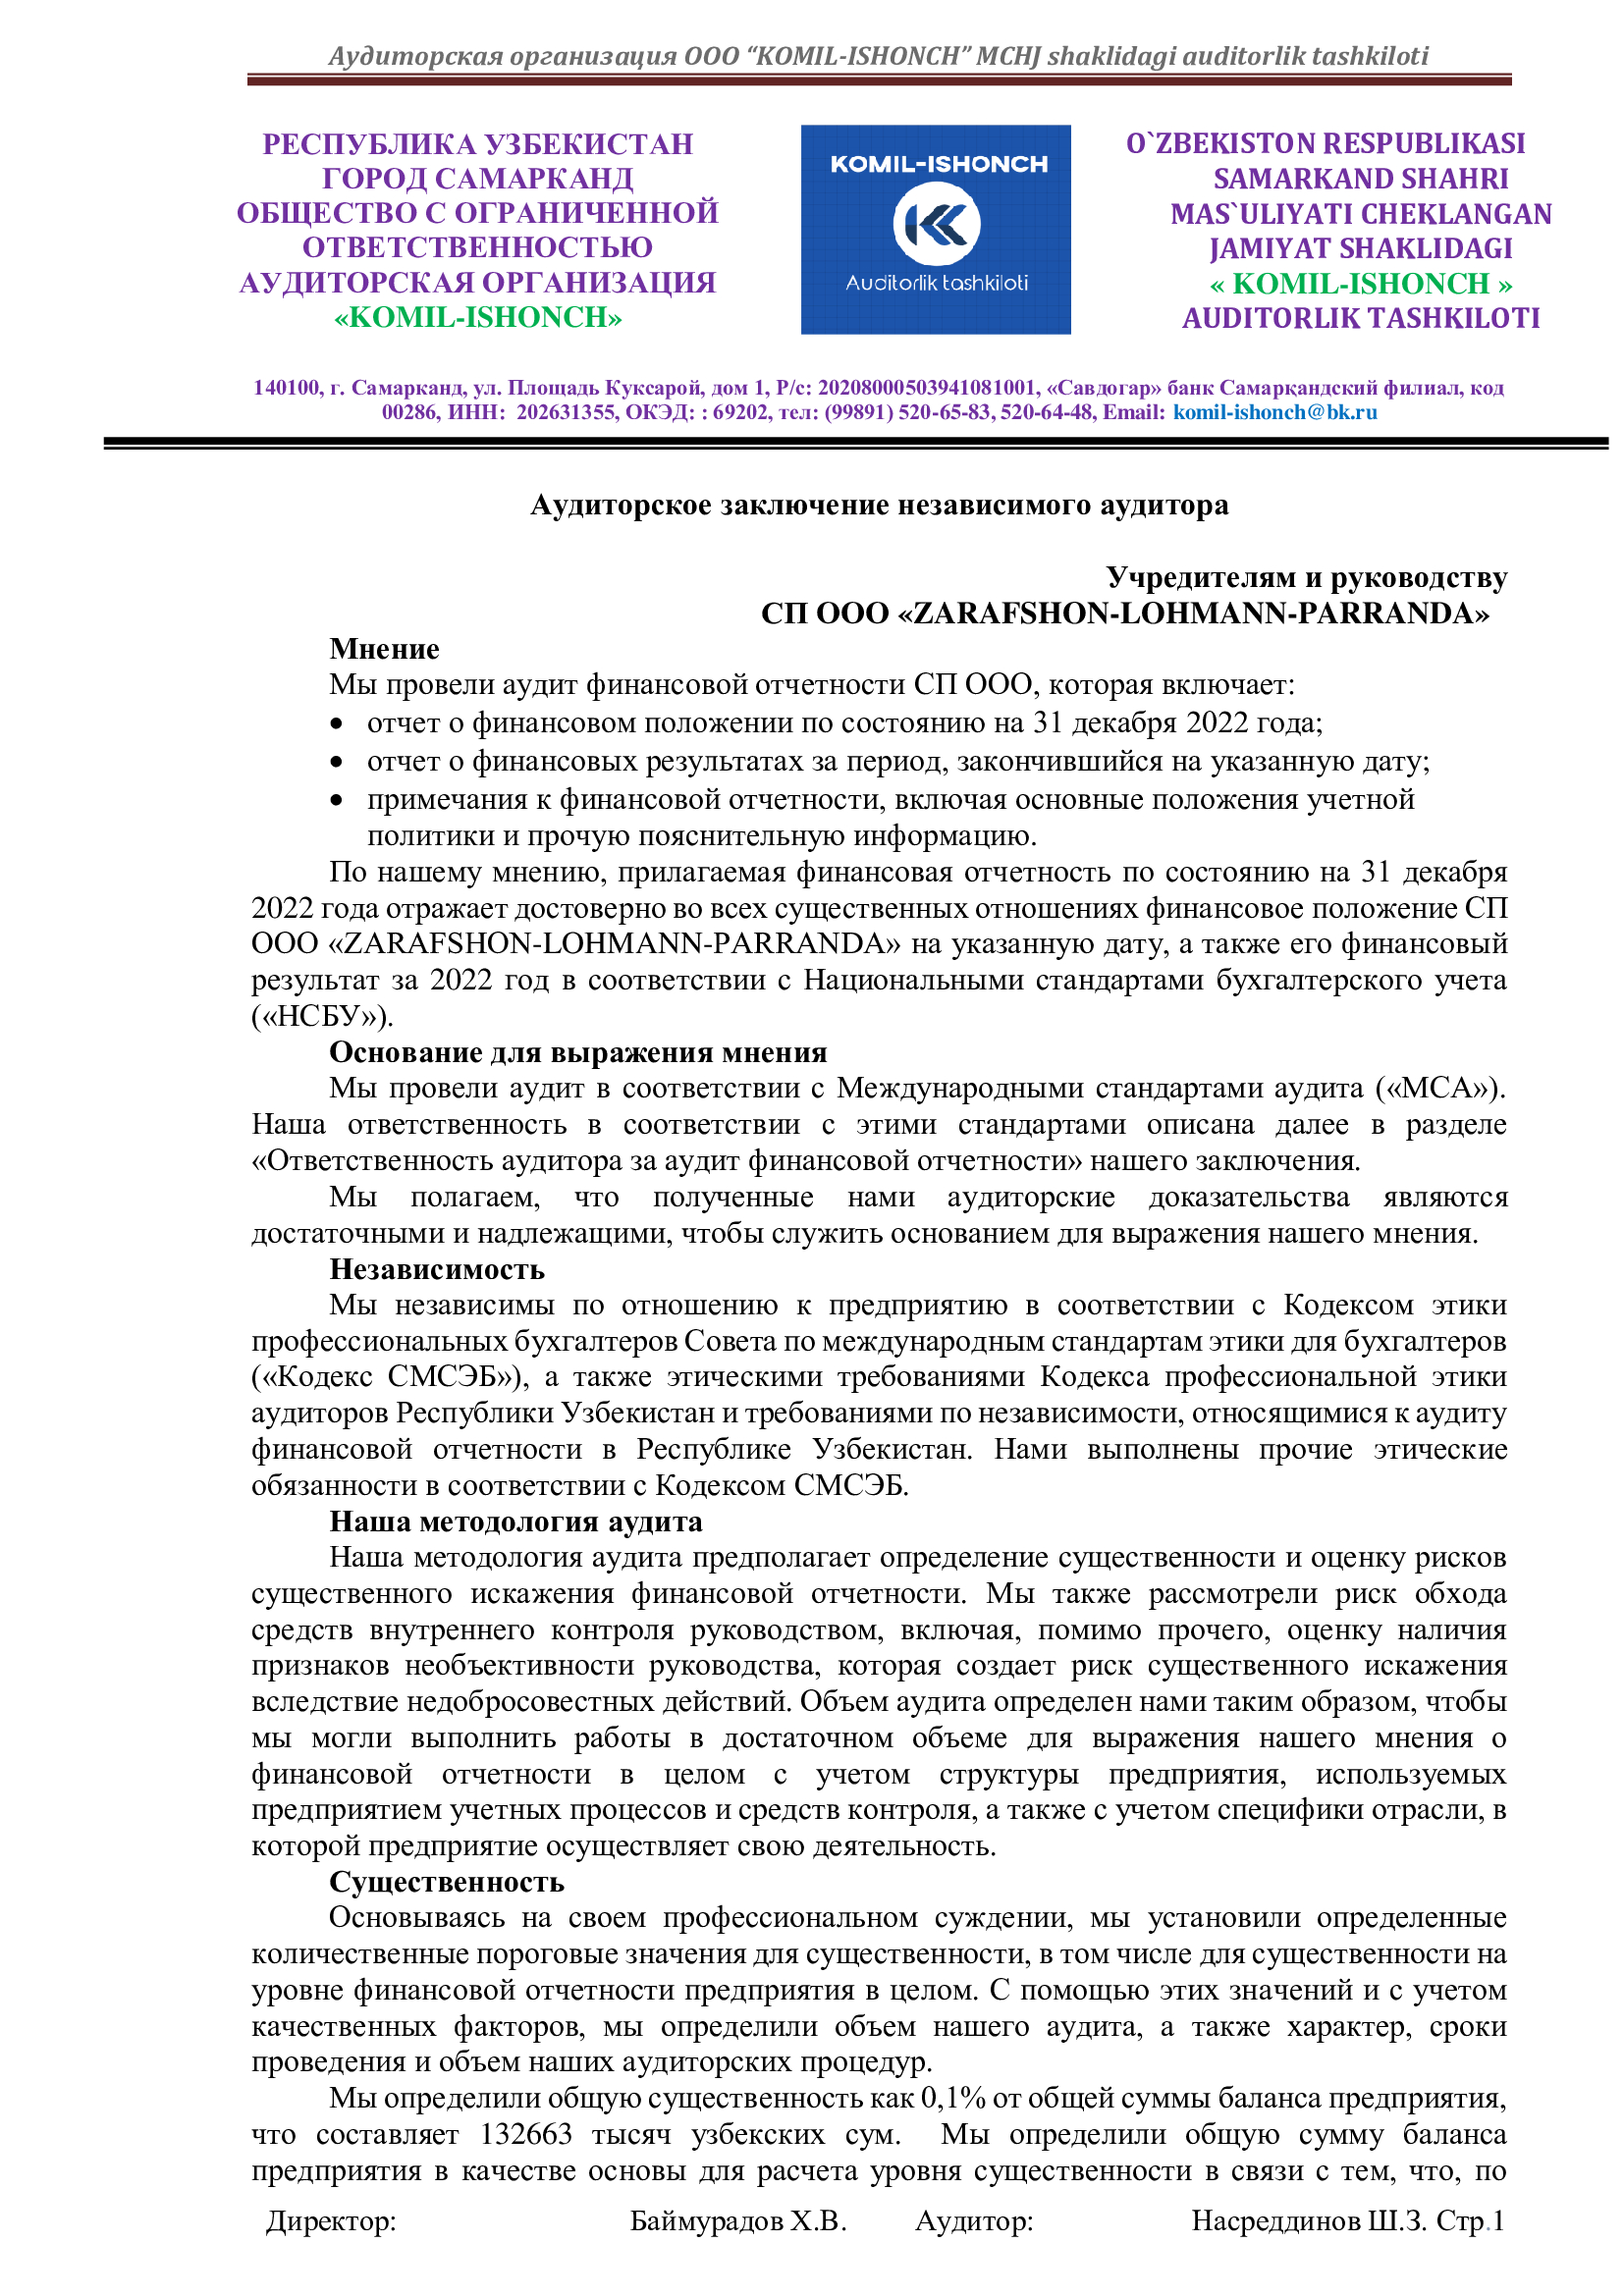 Аудиторская организация ООО “KOMIL-ISHONCH” MCHJ shaklidagi auditorlik tashkiloti
РЕСПУБЛИКА УЗБЕКИСТАН
ГОРОД САМАРКАНД
ОБЩЕСТВО С ОГРАНИЧЕННОЙ
ОТВЕТСТВЕННОСТЬЮ
АУДИТОРСКАЯ ОРГАНИЗАЦИЯ
«KOMIL-ISHONCH»
KOMIL-ISHONCH
Auditorlik tashkiloti
O`ZBEKISTON RESPUBLIKASI
SAMARKAND SHAHRI
MAS`ULIYATI CHEKLANGAN
JAMIYAT SHAKLIDAGI
« KOMIL-ISHONCH »
AUDITORLIK TASHKILOTI
140100, г. Самарканд, ул. Площадь Куксарой, дом 1, Р/с: 20208000503941081001, «Савдогар» банк Самарқандский филиал, код
00286, ИНН: 202631355, ОКЭД: : 69202, тел: (99891) 520-65-83, 520-64-48, Email: komil-ishonch@bk.ru
Аудиторское заключение независимого аудитора
Учредителям и руководству
СП ООО «ZARAFSHON-LOHMANN-PARRANDA»
Мнение
Мы провели аудит финансовой отчетности СП ООО, которая включает:
• отчет о финансовом положении по состоянию на 31 декабря 2022 года;
• отчет о финансовых результатах за период, закончившийся на указанную дату;
• примечания к финансовой отчетности, включая основные положения учетной
политики и прочую пояснительную информацию.
По нашему мнению, прилагаемая финансовая отчетность по состоянию на 31 декабря
2022 года отражает достоверно во всех существенных отношениях финансовое положение СП
ООО «ZARAFSHON-LOHMANN-PARRANDA» на указанную дату, а также его финансовый
результат за 2022 год в соответствии с Национальными стандартами бухгалтерского учета
(«НСБУ»).
Основание для выражения мнения
Мы провели аудит в соответствии с Международными стандартами аудита («МСА»).
Наша ответственность в соответствии с этими стандартами описана далее в разделе
«Ответственность аудитора за аудит финансовой отчетности» нашего заключения.
Мы полагаем, что полученные нами аудиторские доказательства являются
достаточными и надлежащими, чтобы служить основанием для выражения нашего мнения.
Независимость
Мы независимы по отношению к предприятию в соответствии с Кодексом этики
профессиональных бухгалтеров Совета по международным стандартам этики для бухгалтеров
(«Кодекс СМСЭБ»), а также этическими требованиями Кодекса профессиональной этики
аудиторов Республики Узбекистан и требованиями по независимости, относящимися к аудиту
финансовой отчетности в Республике Узбекистан. Нами выполнены прочие этические
обязанности в соответствии с Кодексом СМСЭБ.
Наша методология аудита
Наша методология аудита предполагает определение существенности и оценку рисков
существенного искажения финансовой отчетности. Мы также рассмотрели риск обхода
средств внутреннего контроля руководством, включая, помимо прочего, оценку наличия
признаков необъективности руководства, которая создает риск существенного искажения
вследствие недобросовестных действий. Объем аудита определен нами таким образом, чтобы
мы могли выполнить работы в достаточном объеме для выражения нашего мнения о
финансовой отчетности в целом с учетом структуры предприятия, используемых
предприятием учетных процессов и средств контроля, а также с учетом специфики отрасли, в
которой предприятие осуществляет свою деятельность.
Существенность
Основываясь на своем профессиональном суждении, мы установили определенные
количественные пороговые значения для существенности, в том числе для существенности на
уровне финансовой отчетности предприятия в целом. С помощью этих значений и с учетом
качественных факторов, мы определили объем нашего аудита, а также характер, сроки
проведения и объем наших аудиторских процедур.
Мы определили общую существенность как 0,1% от общей суммы баланса предприятия,
что составляет 132663 тысяч узбекских сум. Мы определили общую сумму баланса
предприятия в качестве основы для расчета уровня существенности в связи с тем, что, по
Директор: Баймурадов Х.В. Аудитор: Насреддинов Ш.З. Стр.1